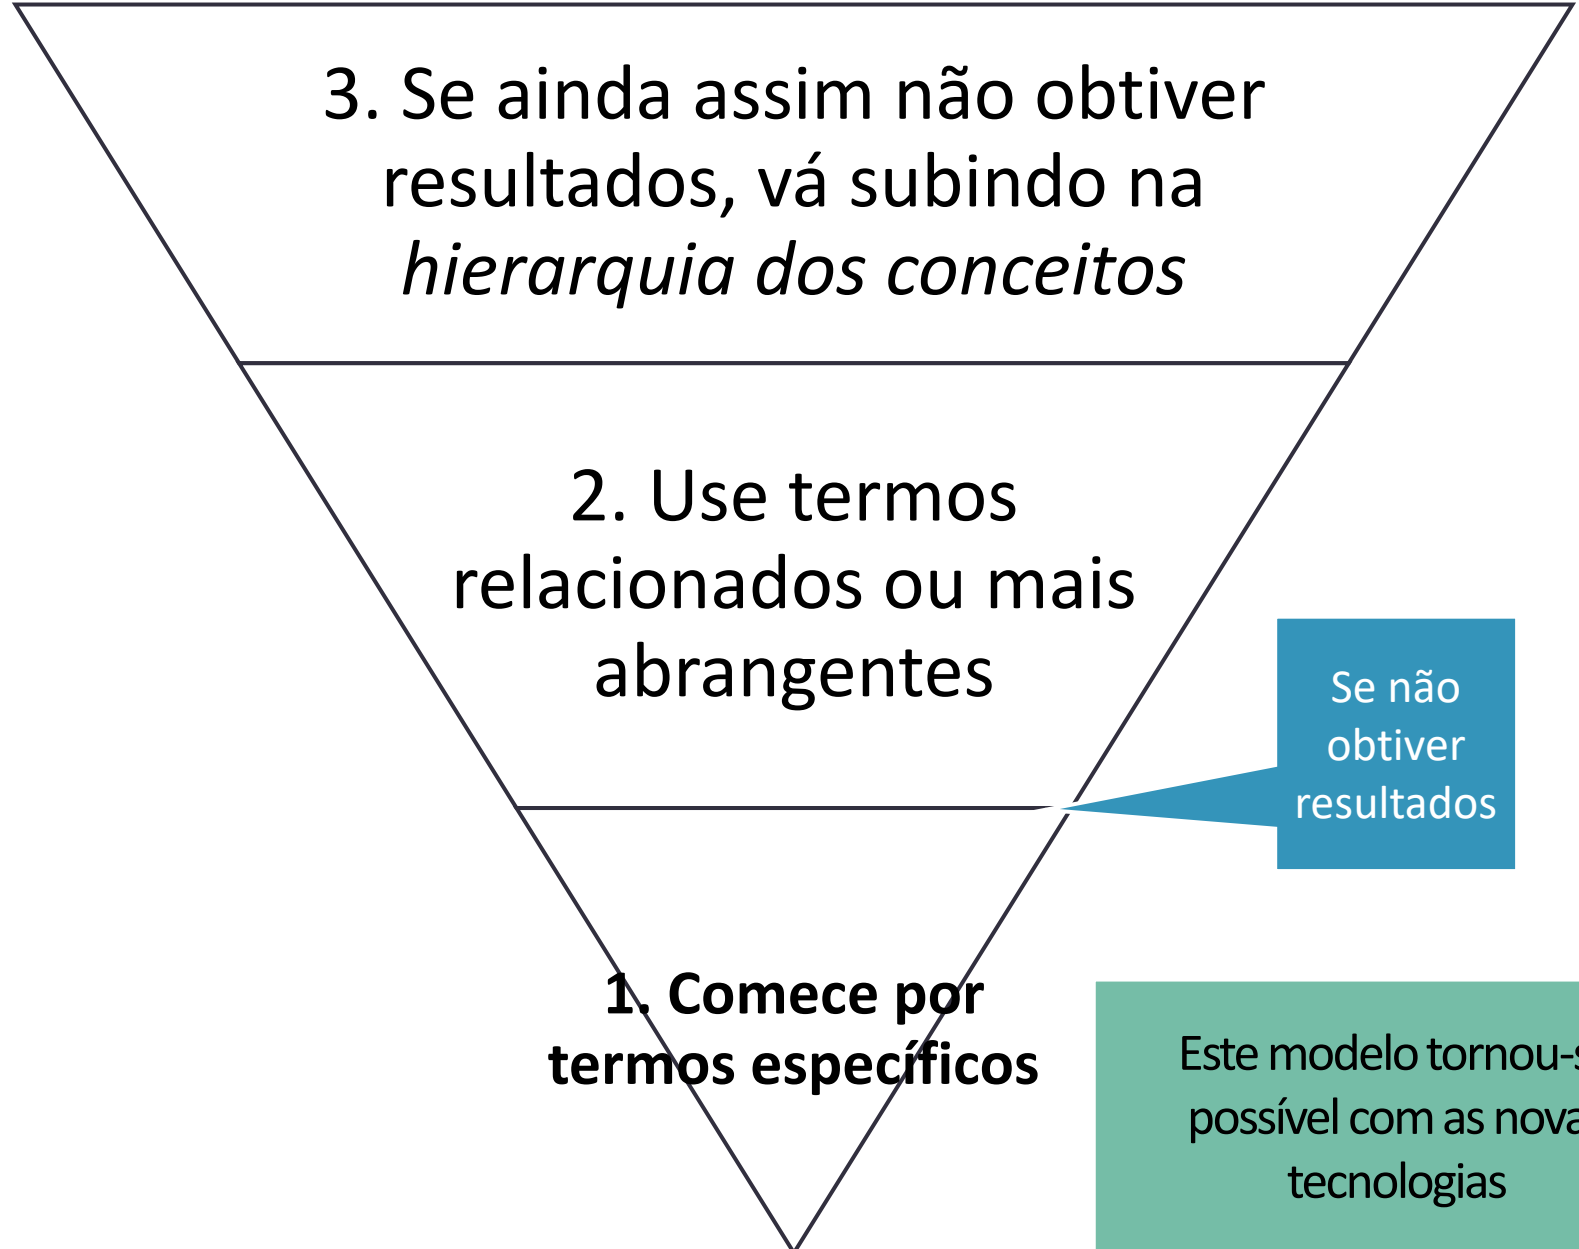 3. Se ainda assim não obtiver
resultados, vá subindo na
hierarquia dos conceitos
2. Use termos
relacionados ou mais
abrangentes
Se não
obtiver
resultados
1. Comece por
termos específicos
Este modelo tornou-s
possível com as nova
tecnologias